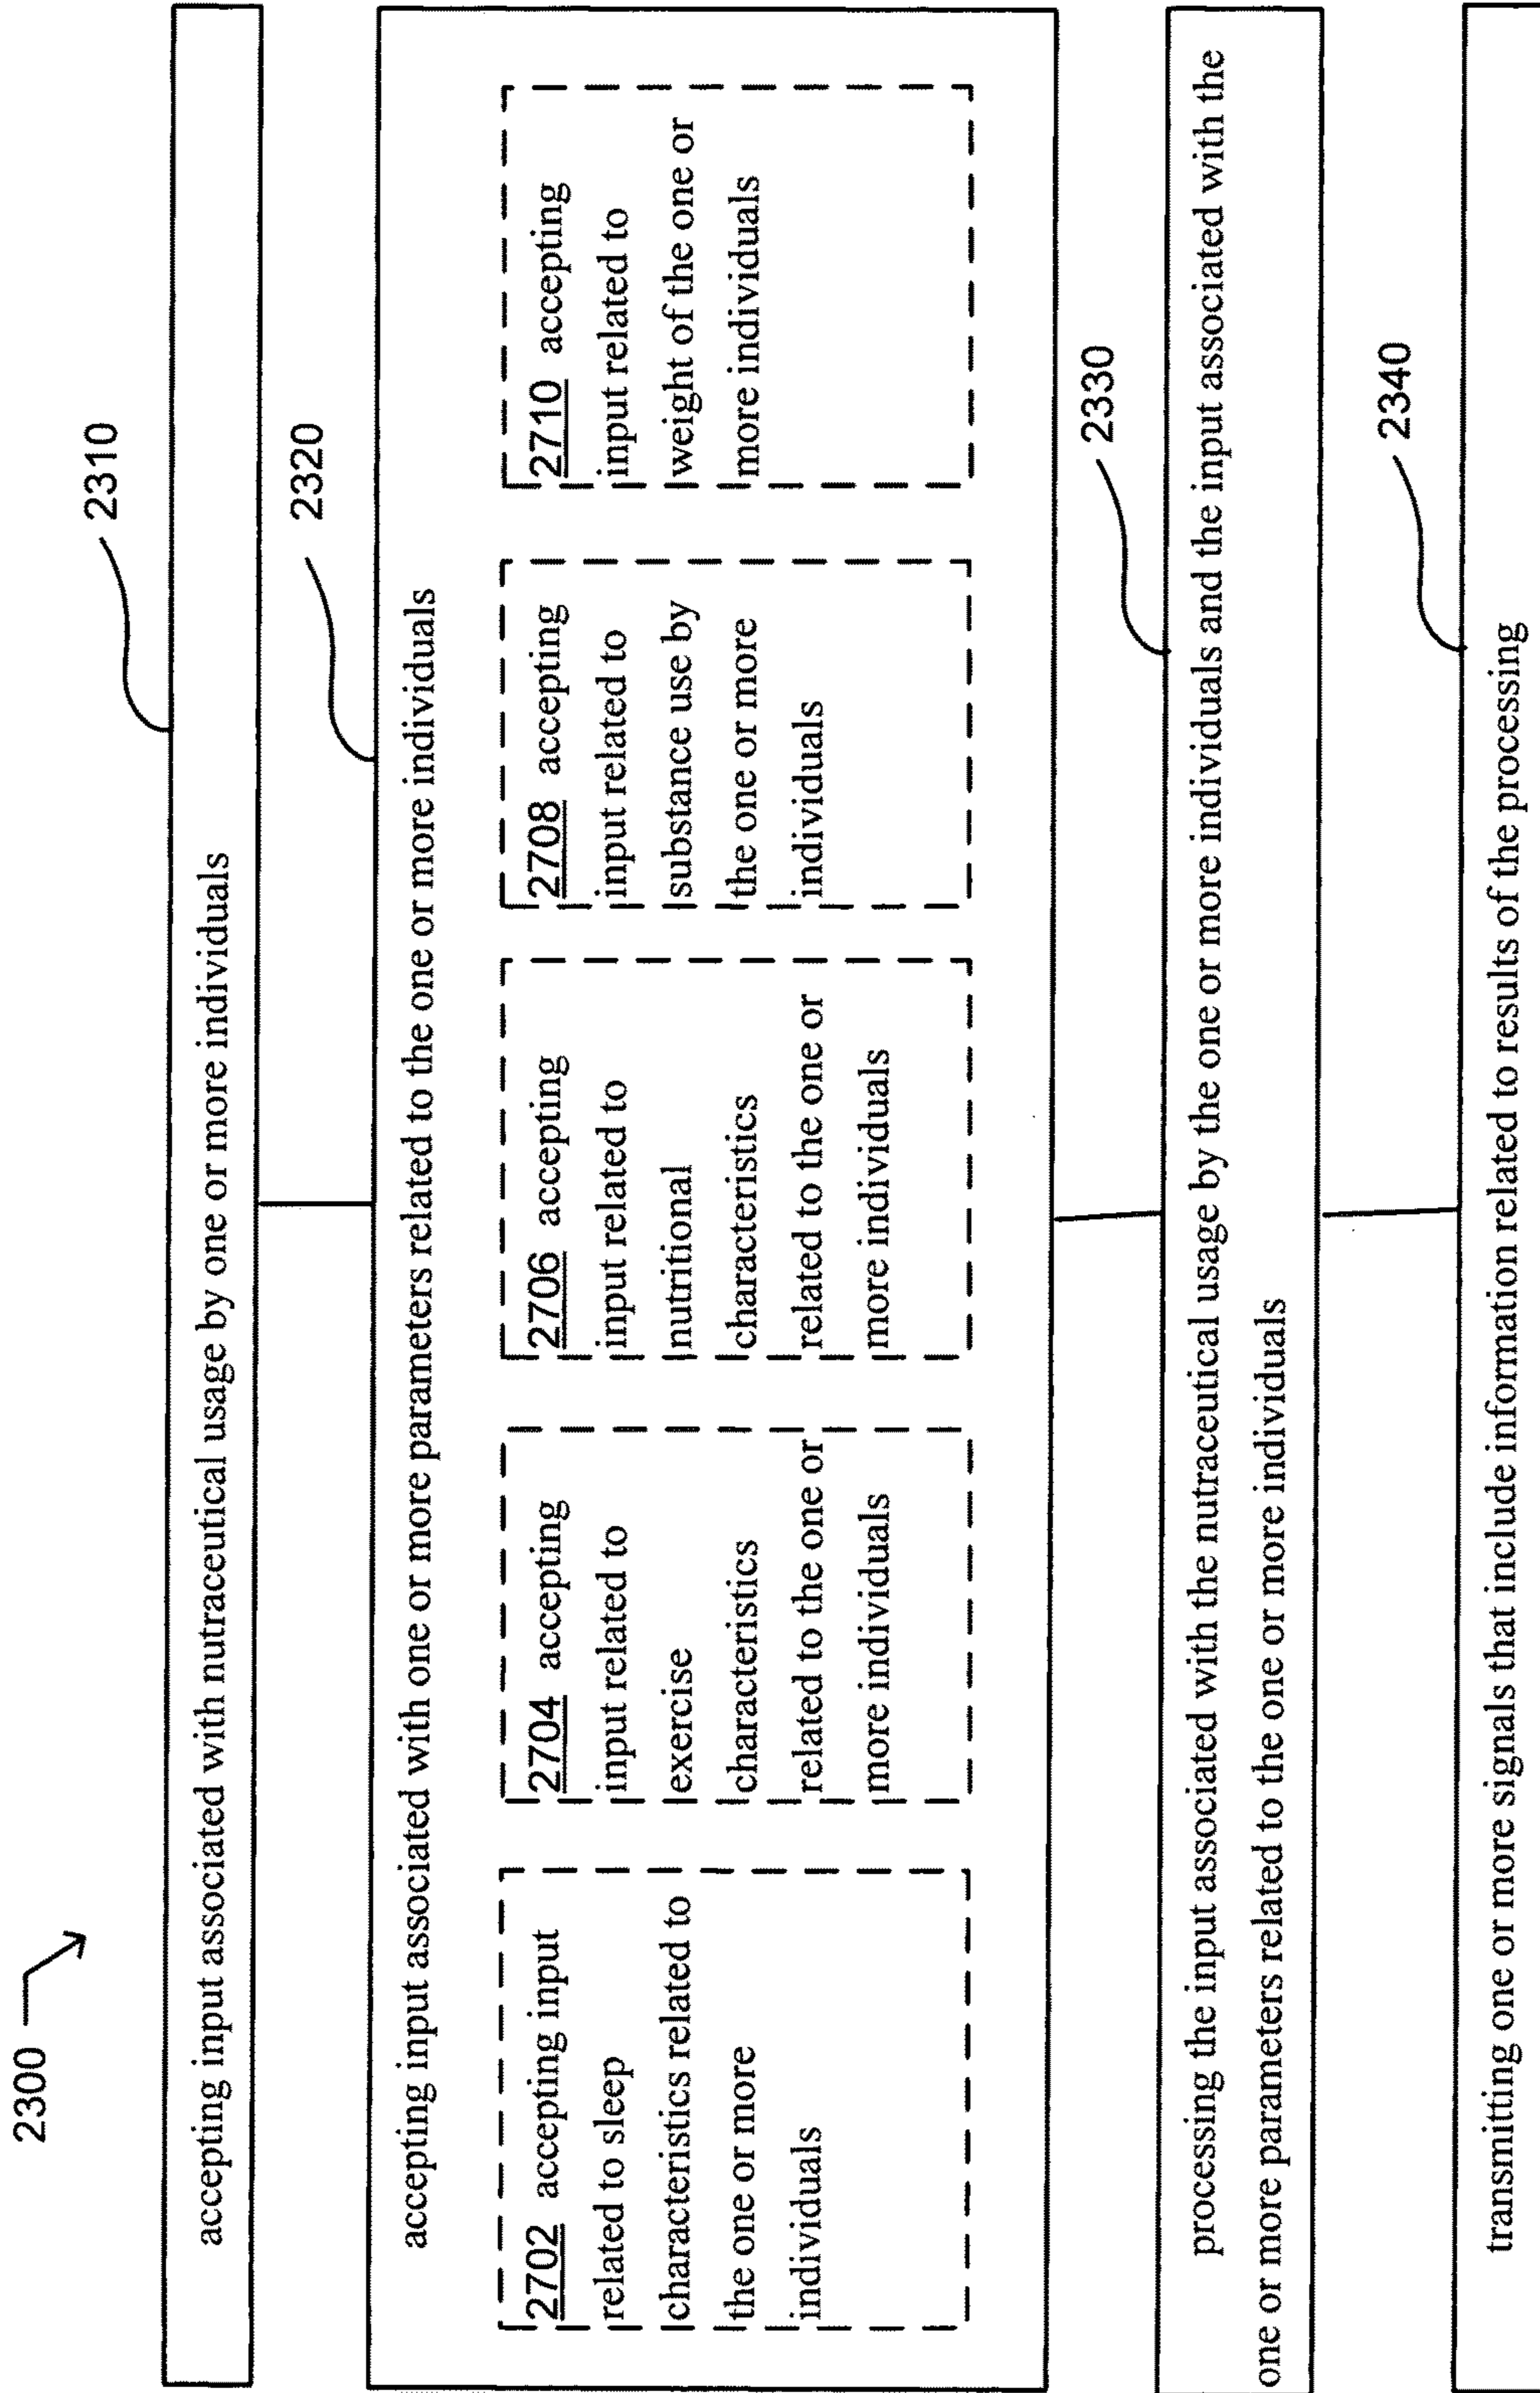 2300
2310
accepting input associated with nutraceutical usage by one or more individuals
2320
accepting input associated with one or more parameters related to the one or more individuals
2702 accepting input
related to sleep
characteristics related to
the one or more
individuals
2704 accepting
input related to
exercise
characteristics
related to the one or
more individuals
2706 accepting
input related to
nutritional
characteristics
related to the one or
more individuals
2708 accepting
input related to
substance use by
the one or more
individuals
2710 accepting
input related to
weight of the one or
more individuals
2330
processing the input associated with the nutraceutical usage by the one or more individuals and the input associated with the
one or more parameters related to the one or more individuals
2340
transmitting one or more signals that include information related to results of the processing